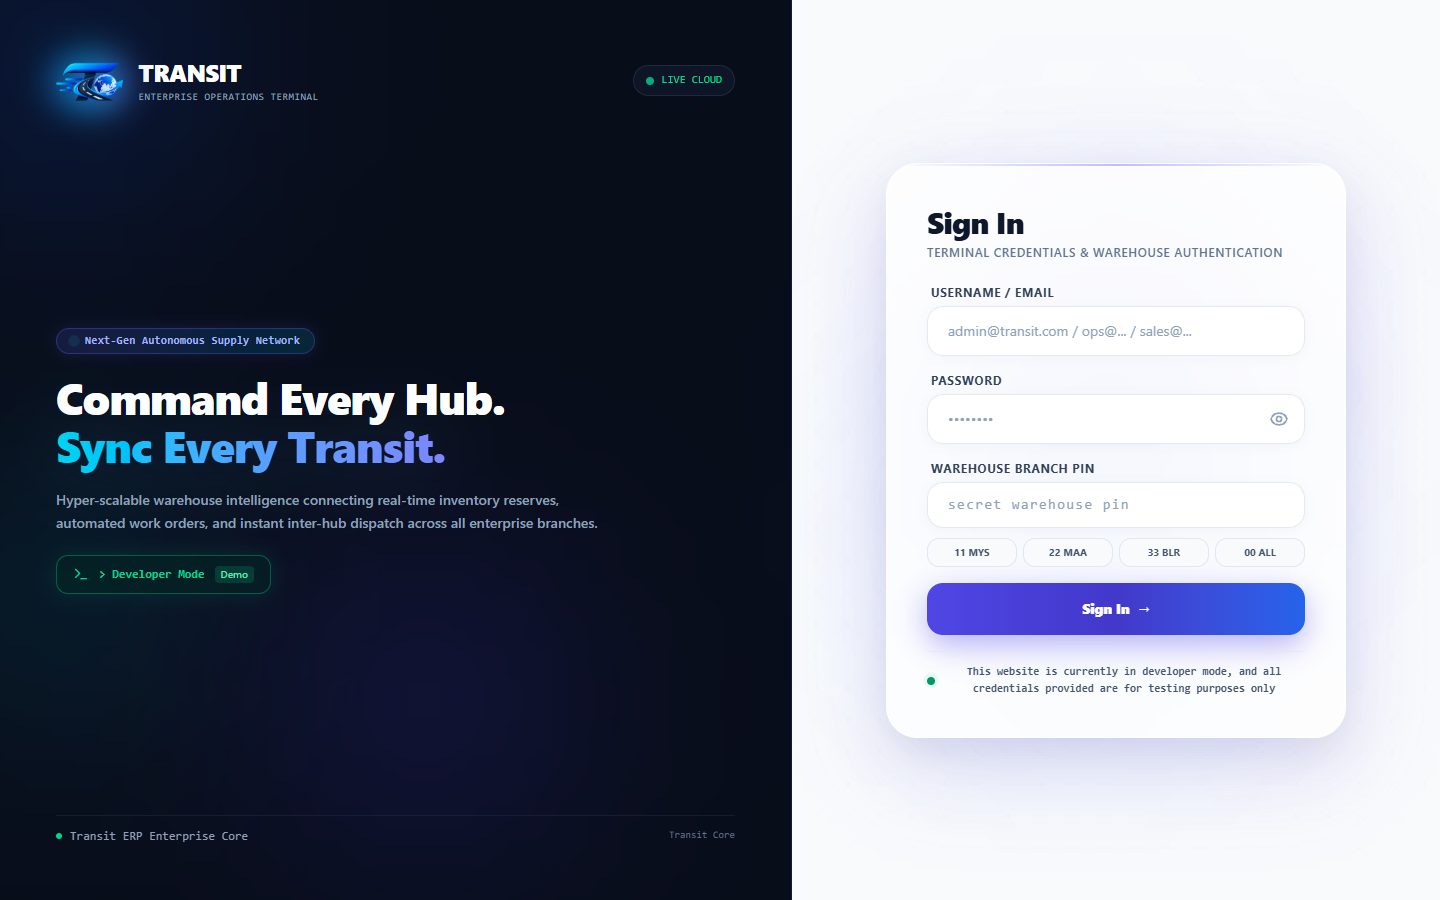 TRANSIT
ENTERPRISE OPERATIONS TERMINAL
LIVE CLOUD
Next-Gen Autonomous Supply Network
Command Every Hub.
Sync Every Transit.
Hyper-scalable warehouse intelligence connecting real-time inventory reserves,
automated work orders, and instant inter-hub dispatch across all enterprise branches.
>_ > Developer Mode Demo
Transit ERP Enterprise Core
Transit Core
Sign In
TERMINAL CREDENTIALS & WAREHOUSE AUTHENTICATION
USERNAME / EMAIL
admin@transit.com / ops@... / sales@...
PASSWORD
••••••••
WAREHOUSE BRANCH PIN
secret warehouse pin
11 MYS
22 MAA
33 BLR
00 ALL
Sign In →
This website is currently in developer mode, and all
credentials provided are for testing purposes only